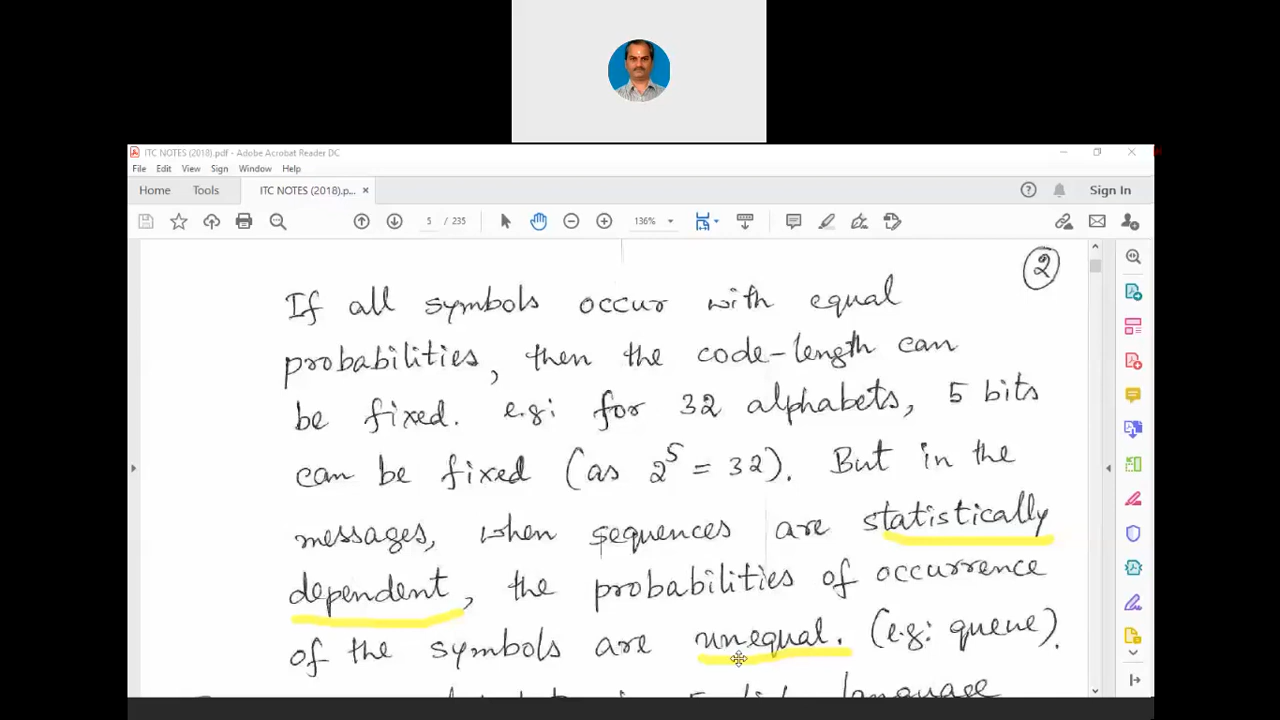 ITC NOTES (2018).pdf - Adobe Acrobat Reader DC
File Edit View Sign Window Help
Home Tools ITC NOTES (2018).p... × Sign In
5 / 235 136%
2
If all symbols occur with equal
probabilities, then the code-length can
be fixed. e.g: for 32 alphabets, 5 bits
can be fixed (as 2⁵ = 32). But in the
messages, when sequences are statistically
dependent, the probabilities of occurrence
of the symbols are unequal. (e.g: queue).
language